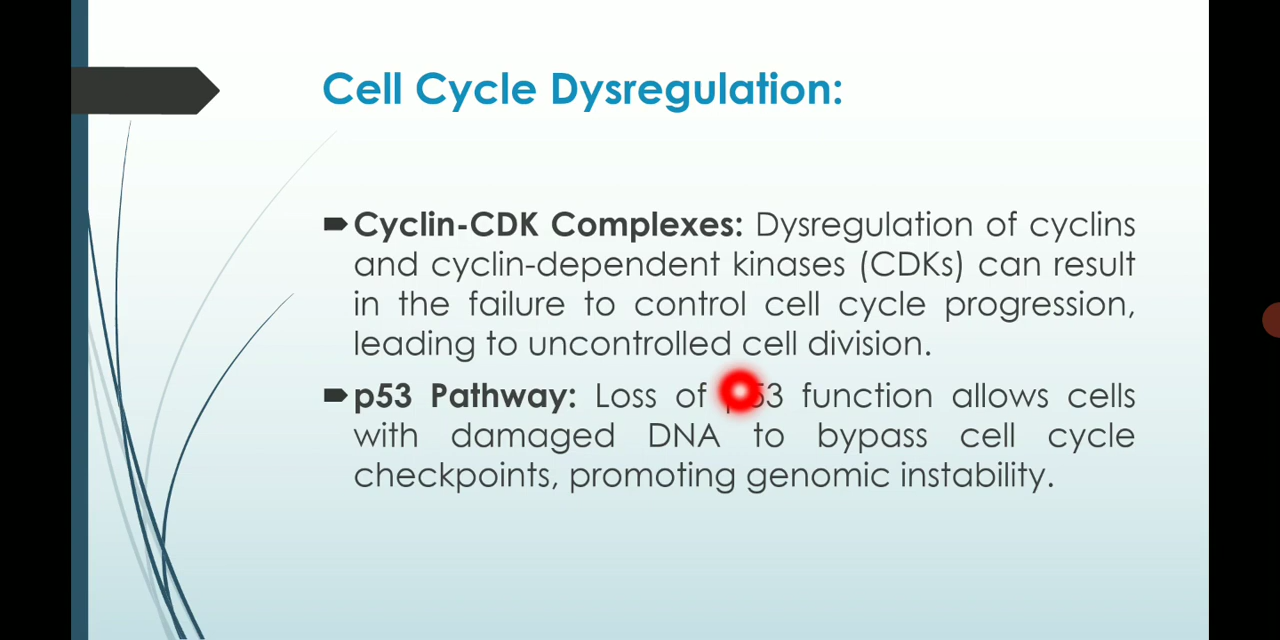 Cell Cycle Dysregulation:
Cyclin-CDK Complexes: Dysregulation of cyclins
and cyclin-dependent kinases (CDKs) can result
in the failure to control cell cycle progression,
leading to uncontrolled cell division.
p53 Pathway: Loss of p53 function allows cells
with damaged DNA to bypass cell cycle
checkpoints, promoting genomic instability.